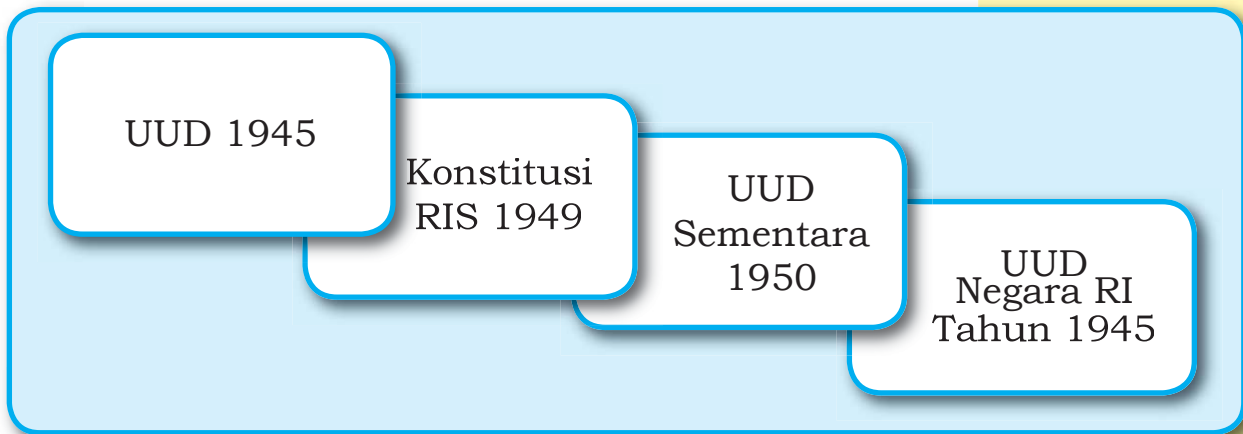 UUD 1945
Konstitusi
RIS 1949
UUD
Sementara
1950
UUD
Negara RI
Tahun 1945